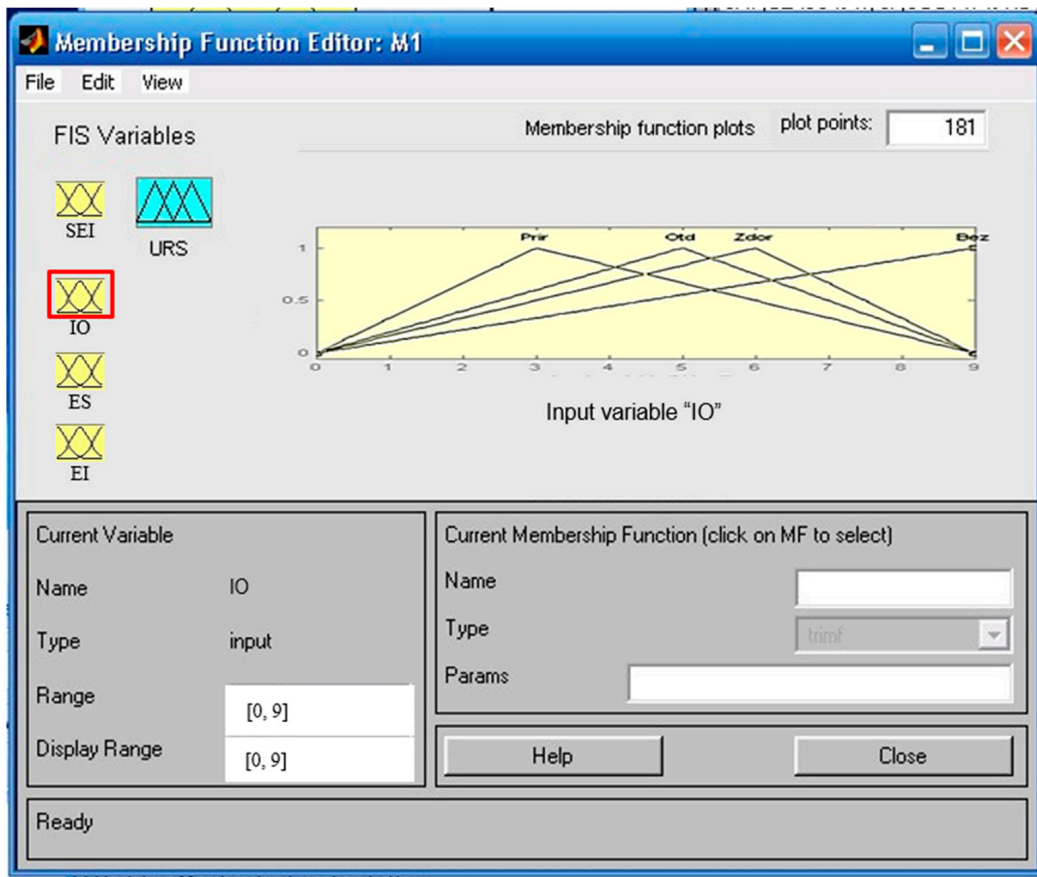 Membership Function Editor: M1
File Edit View
FIS Variables
Membership function plots plot points: 181
SEI
URS
IO
ES
EI
Prir Otd Zdor Bez
1
0.5
0
0 1 2 3 4 5 6 7 8 9
Input variable “IO”
Current Variable
Name IO
Type input
Range [0, 9]
Display Range [0, 9]
Current Membership Function (click on MF to select)
Name
Type trimf
Params
Help Close
Ready